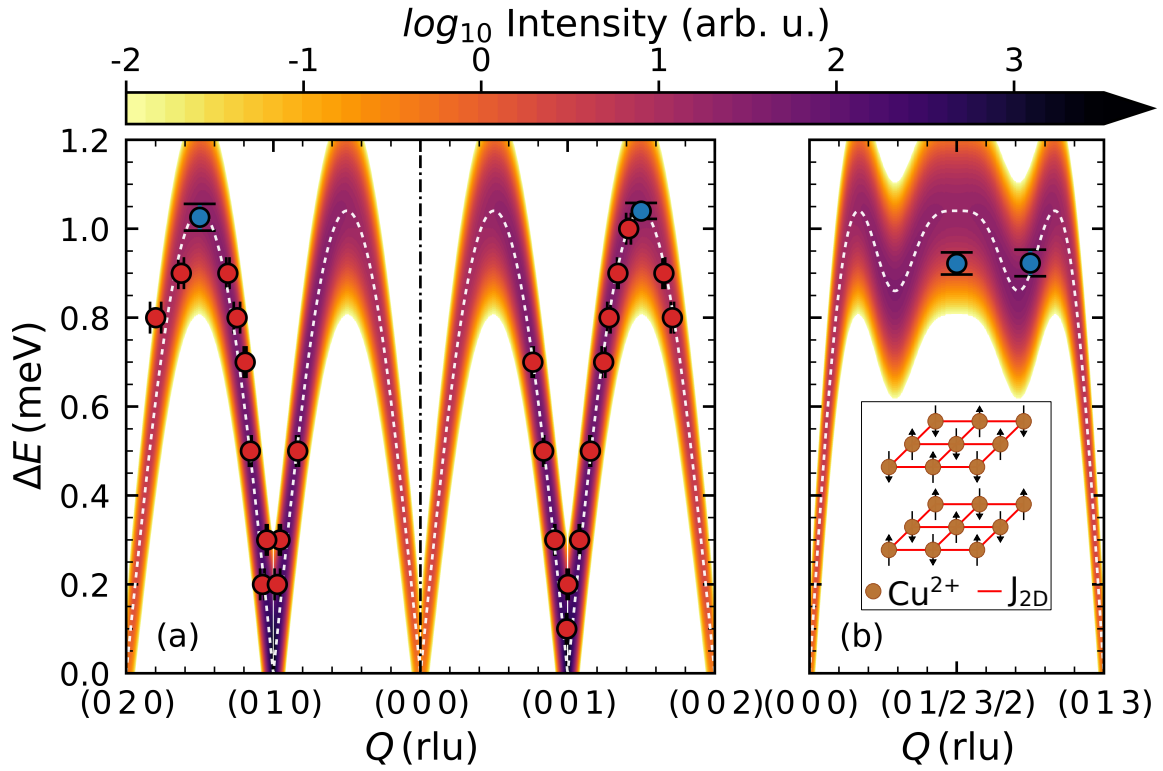 log₁₀ Intensity (arb. u.)
-2 -1 0 1 2 3
1.2
1.0
0.8
0.6
0.4
0.2
0.0
ΔE (meV)
(a)
(b)
Cu²⁺ J₂D
(0 2 0) (0 1 0) (0 0 0) (0 0 1) (0 0 2) (0 0 0) (0 1/2 3/2) (0 1 3)
Q (rlu) Q (rlu)